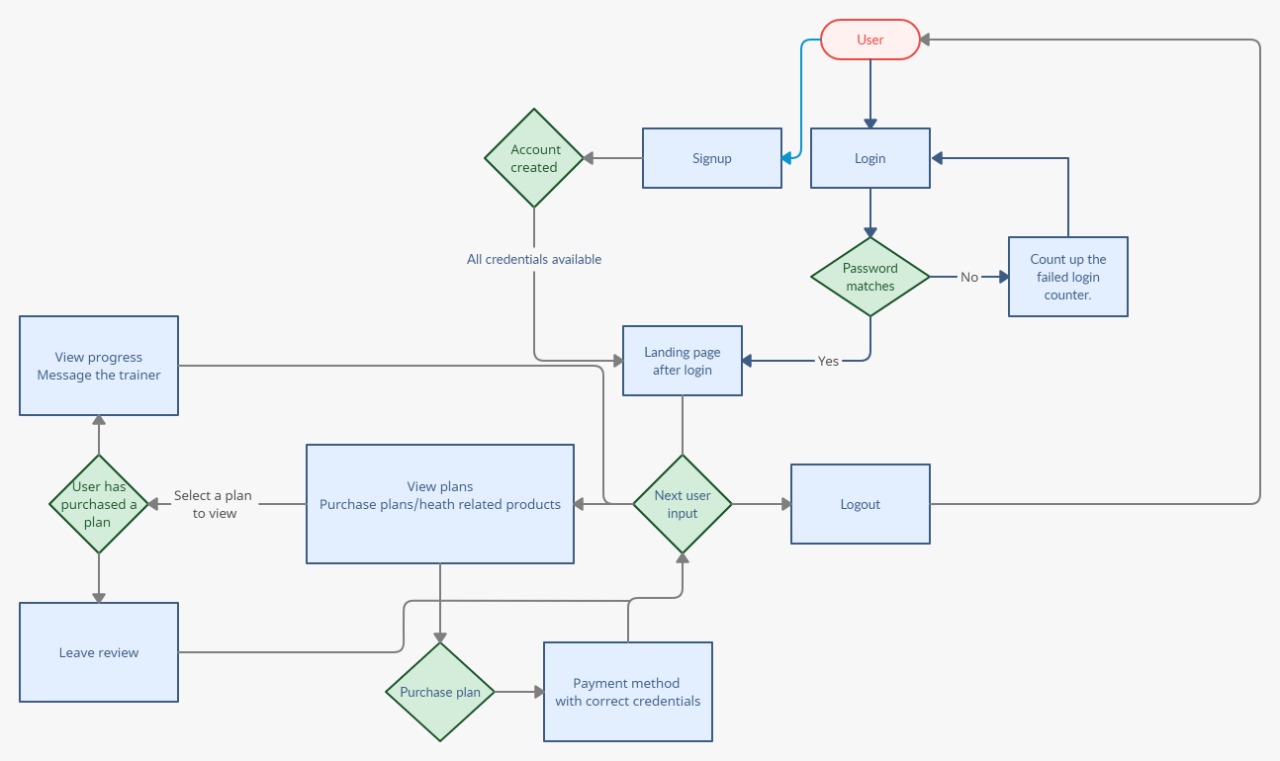 User
Account
created
Signup
Login
All credentials available
Password
matches
No
Count up the
failed login
counter.
View progress
Message the trainer
Landing page
after login
Yes
User has
purchased a
plan
Select a plan
to view
View plans
Purchase plans/heath related products
Next user
input
Logout
Leave review
Purchase plan
Payment method
with correct credentials